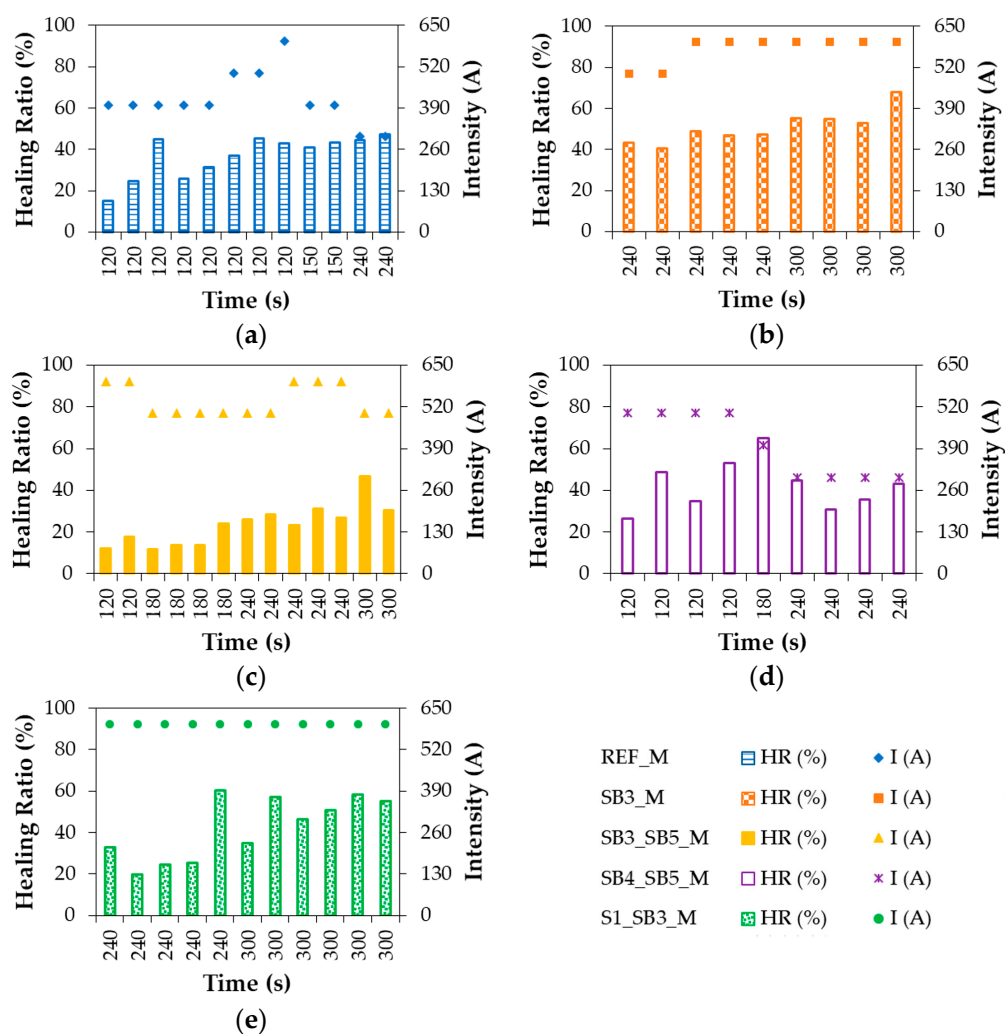 Healing Ratio (%)
100
80
60
40
20
0
650
520
390
260
130
0
Intensity (A)
120 120 120 120 120 120 120 120 150 150 240 240
Time (s)
(a)
Healing Ratio (%)
100
80
60
40
20
0
650
520
390
260
130
0
Intensity (A)
240 240 240 240 240 300 300 300 300
Time (s)
(b)
Healing Ratio (%)
100
80
60
40
20
0
650
520
390
260
130
0
Intensity (A)
120 120 180 180 180 180 240 240 240 240 240 300 300
Time (s)
(c)
Healing Ratio (%)
100
80
60
40
20
0
650
520
390
260
130
0
Intensity (A)
120 120 120 120 180 240 240 240 240
Time (s)
(d)
Healing Ratio (%)
100
80
60
40
20
0
650
520
390
260
130
0
Intensity (A)
240 240 240 240 240 300 300 300 300 300 300
Time (s)
(e)
REF_M HR (%) I (A)
SB3_M HR (%) I (A)
SB3_SB5_M HR (%) I (A)
SB4_SB5_M HR (%) I (A)
S1_SB3_M HR (%) I (A)